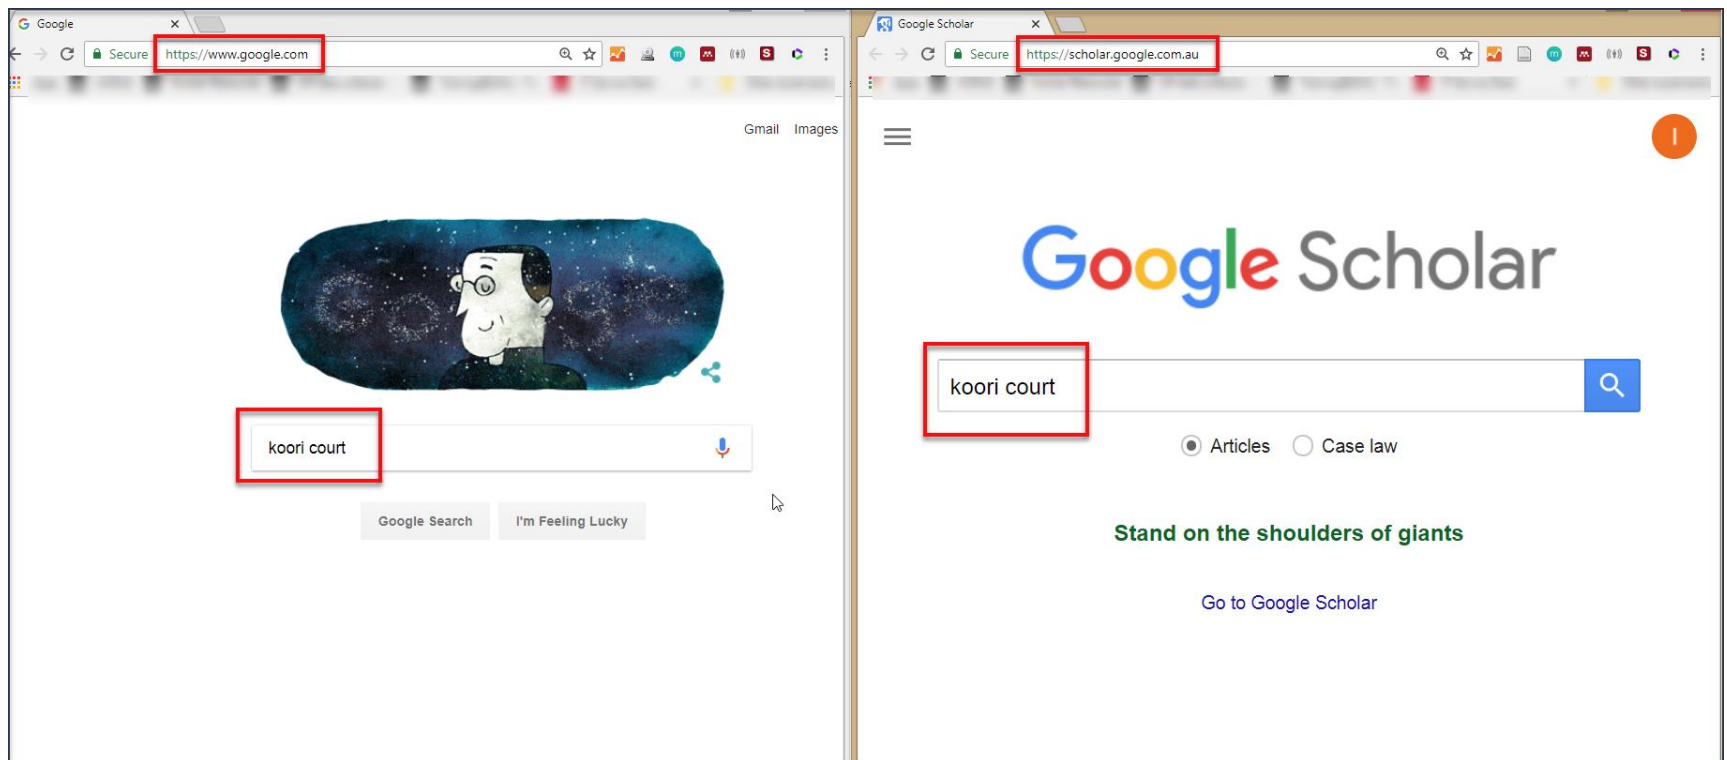 Google
Secure https://www.google.com
Gmail Images
koori court
Google Search I'm Feeling Lucky
Google Scholar
Secure https://scholar.google.com.au
I
Google Scholar
koori court
Articles Case law
Stand on the shoulders of giants
Go to Google Scholar